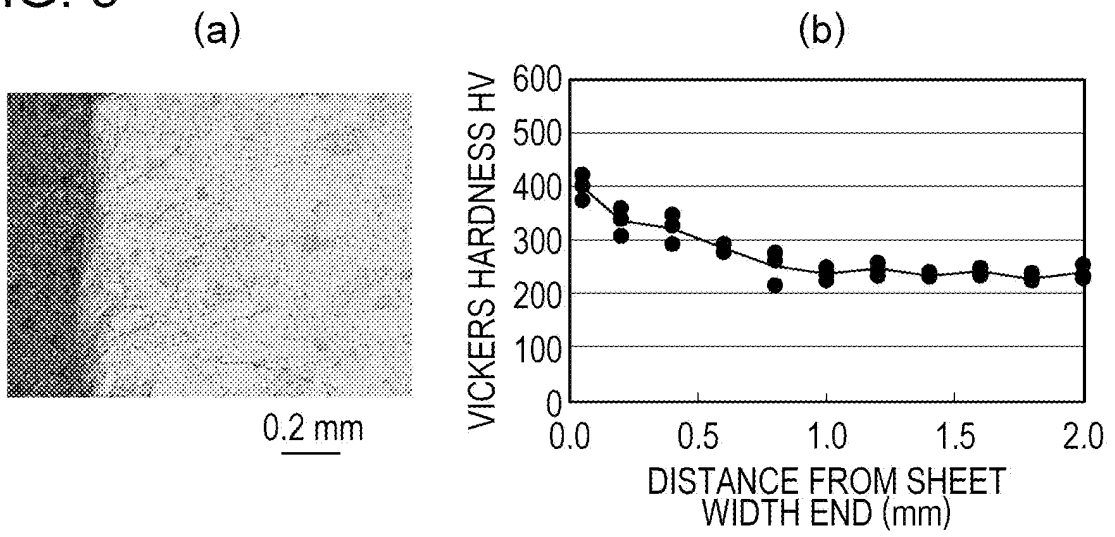 (a)
(b)
0.2 mm
VICKERS HARDNESS HV
600
500
400
300
200
100
0
0.0 0.5 1.0 1.5 2.0
DISTANCE FROM SHEET
WIDTH END (mm)